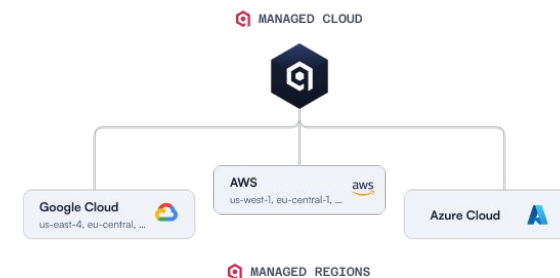 MANAGED CLOUD
AWS
us-west-1, eu-central-1, ...
aws
Google Cloud
us-east-4, eu-central, ...
Azure Cloud
MANAGED REGIONS